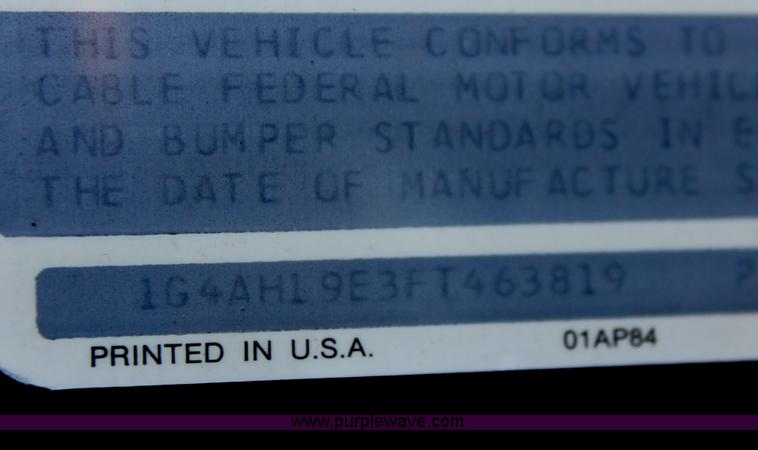 THIS VEHICLE CONFORMS TO
CABLE FEDERAL MOTOR VEHIC
AND BUMPER STANDARDS IN E
THE DATE OF MANUFACTURE S
1G4AH19E3FT463819 P
PRINTED IN U.S.A. 01AP84
www.purplewave.com